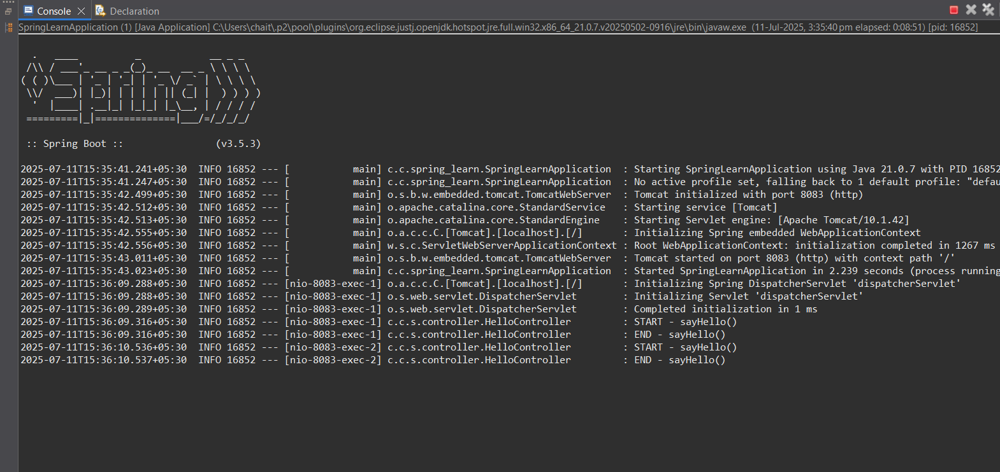 Console Declaration
SpringLearnApplication (1) [Java Application] C:\Users\chait\.p2\pool\plugins\org.eclipse.justj.openjdk.hotspot.jre.full.win32.x86_64_21.0.7.v20250502-0916\jre\bin\javaw.exe (11-Jul-2025, 3:35:40 pm elapsed: 0:08:51) [pid: 16852]
  .   ____          _            __ _ _
 /\\ / ___'_ __ _ _(_)_ __  __ _ \ \ \ \
( ( )\___ | '_ | '_| | '_ \/ _` | \ \ \ \
 \\/  ___)| |_)| | | | | || (_| |  ) ) ) )
  '  |____| .__|_| |_|_| |_\__, | / / / /
 =========|_|==============|___/=/_/_/_/
 :: Spring Boot ::                (v3.5.3)
2025-07-11T15:35:41.241+05:30  INFO 16852 --- [           main] c.c.spring_learn.SpringLearnApplication  : Starting SpringLearnApplication using Java 21.0.7 with PID 16852
2025-07-11T15:35:41.247+05:30  INFO 16852 --- [           main] c.c.spring_learn.SpringLearnApplication  : No active profile set, falling back to 1 default profile: "defau
2025-07-11T15:35:42.499+05:30  INFO 16852 --- [           main] o.s.b.w.embedded.tomcat.TomcatWebServer  : Tomcat initialized with port 8083 (http)
2025-07-11T15:35:42.512+05:30  INFO 16852 --- [           main] o.apache.catalina.core.StandardService   : Starting service [Tomcat]
2025-07-11T15:35:42.513+05:30  INFO 16852 --- [           main] o.apache.catalina.core.StandardEngine    : Starting Servlet engine: [Apache Tomcat/10.1.42]
2025-07-11T15:35:42.555+05:30  INFO 16852 --- [           main] o.a.c.c.C.[Tomcat].[localhost].[/]       : Initializing Spring embedded WebApplicationContext
2025-07-11T15:35:42.556+05:30  INFO 16852 --- [           main] w.s.c.ServletWebServerApplicationContext : Root WebApplicationContext: initialization completed in 1267 ms
2025-07-11T15:35:43.011+05:30  INFO 16852 --- [           main] o.s.b.w.embedded.tomcat.TomcatWebServer  : Tomcat started on port 8083 (http) with context path '/'
2025-07-11T15:35:43.023+05:30  INFO 16852 --- [           main] c.c.spring_learn.SpringLearnApplication  : Started SpringLearnApplication in 2.239 seconds (process running
2025-07-11T15:36:09.288+05:30  INFO 16852 --- [nio-8083-exec-1] o.a.c.c.C.[Tomcat].[localhost].[/]       : Initializing Spring DispatcherServlet 'dispatcherServlet'
2025-07-11T15:36:09.288+05:30  INFO 16852 --- [nio-8083-exec-1] o.s.web.servlet.DispatcherServlet        : Initializing Servlet 'dispatcherServlet'
2025-07-11T15:36:09.289+05:30  INFO 16852 --- [nio-8083-exec-1] o.s.web.servlet.DispatcherServlet        : Completed initialization in 1 ms
2025-07-11T15:36:09.316+05:30  INFO 16852 --- [nio-8083-exec-1] c.c.s.controller.HelloController         : START - sayHello()
2025-07-11T15:36:09.316+05:30  INFO 16852 --- [nio-8083-exec-1] c.c.s.controller.HelloController         : END - sayHello()
2025-07-11T15:36:10.536+05:30  INFO 16852 --- [nio-8083-exec-2] c.c.s.controller.HelloController         : START - sayHello()
2025-07-11T15:36:10.537+05:30  INFO 16852 --- [nio-8083-exec-2] c.c.s.controller.HelloController         : END - sayHello()